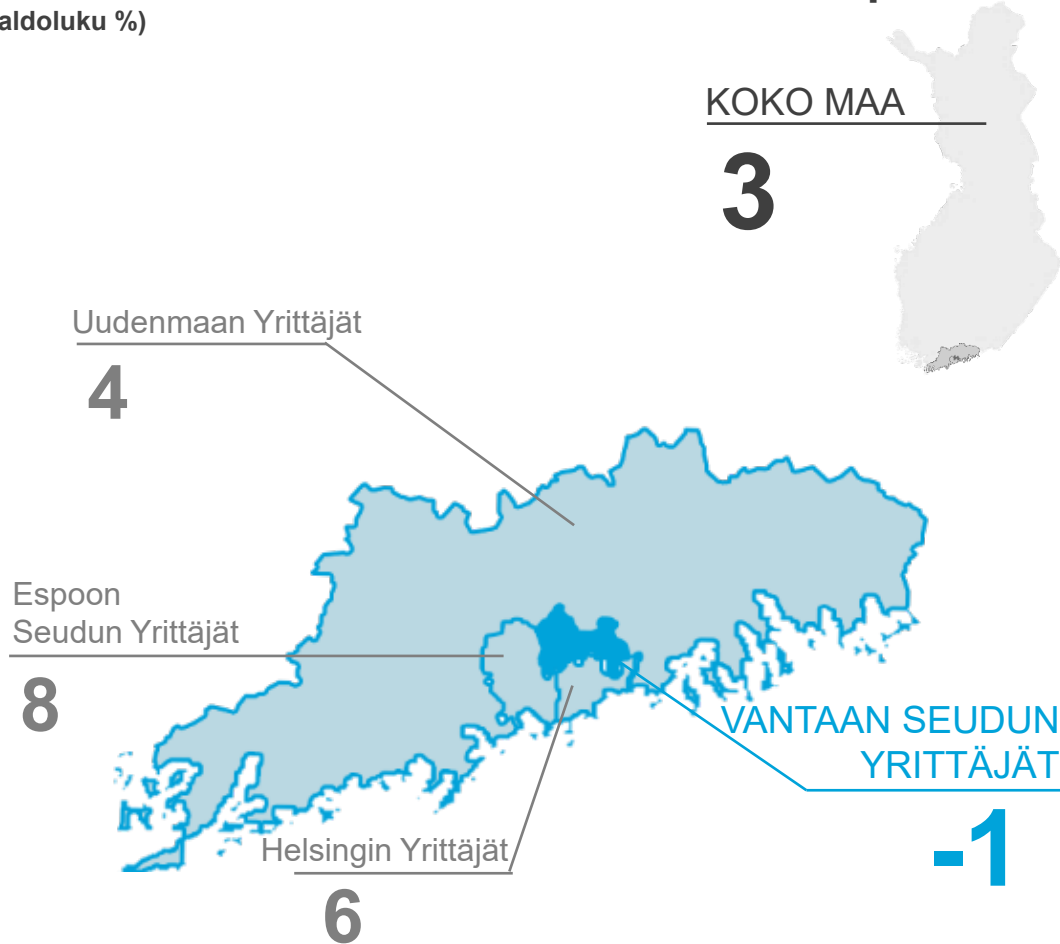 aldoluku %)
KOKO MAA
3
Uudenmaan Yrittäjät
4
Espoon
Seudun Yrittäjät
8
VANTAAN SEUDUN
YRITTÄJÄT
-1
Helsingin Yrittäjät
6